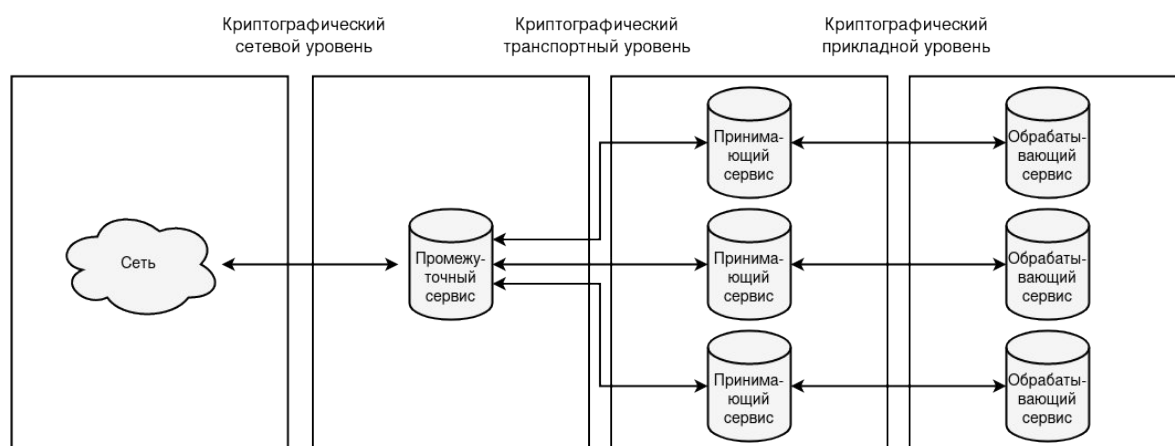 Криптографический
сетевой уровень
Криптографический
транспортный уровень
Криптографический
прикладной уровень
Сеть
Промежу-
точный
сервис
Принима-
ющий
сервис
Принима-
ющий
сервис
Принима-
ющий
сервис
Обрабаты-
вающий
сервис
Обрабаты-
вающий
сервис
Обрабаты-
вающий
сервис